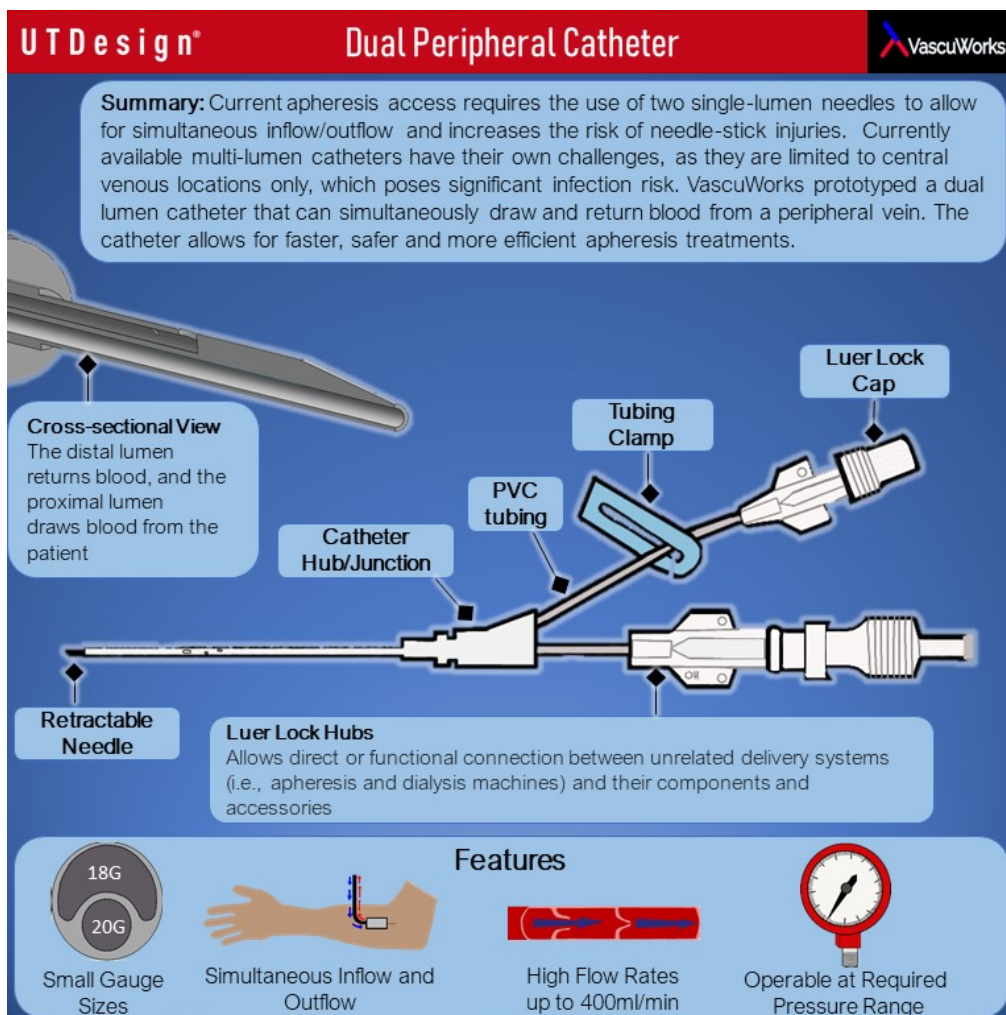 UTDesign®
Dual Peripheral Catheter
VascuWorks
Summary: Current apheresis access requires the use of two single-lumen needles to allow
for simultaneous inflow/outflow and increases the risk of needle-stick injuries. Currently
available multi-lumen catheters have their own challenges, as they are limited to central
venous locations only, which poses significant infection risk. VascuWorks prototyped a dual
lumen catheter that can simultaneously draw and return blood from a peripheral vein. The
catheter allows for faster, safer and more efficient apheresis treatments.
Cross-sectional View
The distal lumen
returns blood, and the
proximal lumen
draws blood from the
patient
Luer Lock
Cap
Tubing
Clamp
PVC
tubing
Catheter
Hub/Junction
Retractable
Needle
Luer Lock Hubs
Allows direct or functional connection between unrelated delivery systems
(i.e., apheresis and dialysis machines) and their components and
accessories
Features
18G
20G
Small Gauge
Sizes
Simultaneous Inflow and
Outflow
High Flow Rates
up to 400ml/min
Operable at Required
Pressure Range